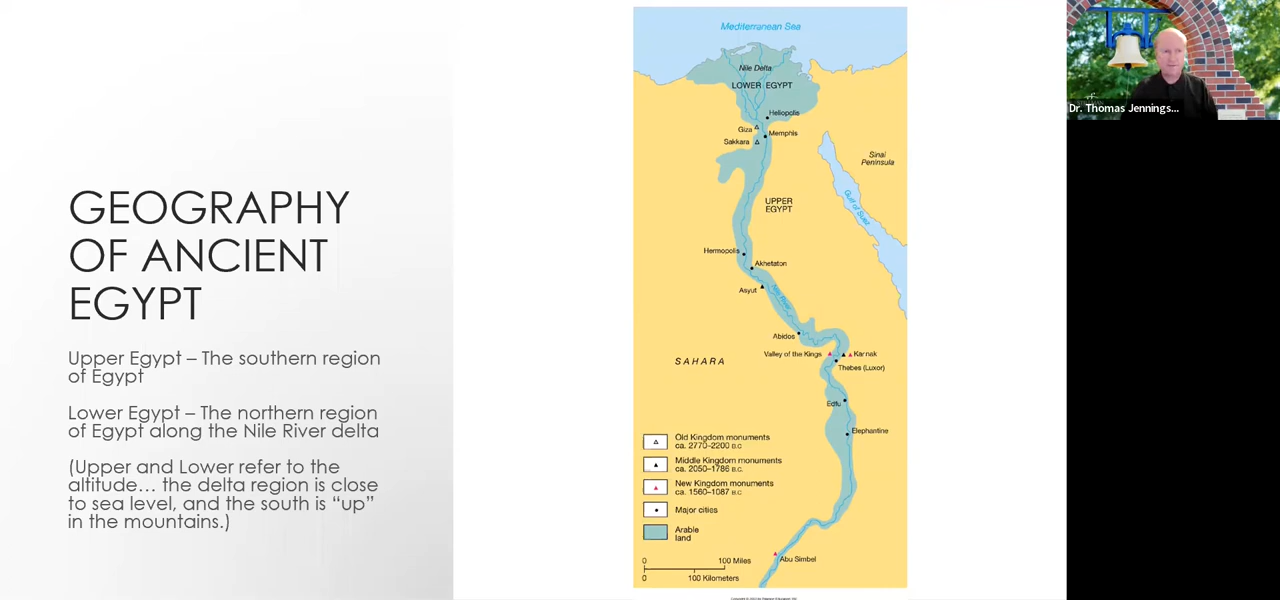 GEOGRAPHY
OF ANCIENT
EGYPT
Upper Egypt – The southern region
of Egypt
Lower Egypt – The northern region
of Egypt along the Nile River delta
(Upper and Lower refer to the
altitude… the delta region is close
to sea level, and the south is “up”
in the mountains.)
Mediterranean Sea
Nile Delta
LOWER EGYPT
Heliopolis
Giza
Memphis
Sakkara
Sinai
Peninsula
UPPER
EGYPT
Gulf of Suez
Hermopolis
Akhetaton
Asyut
Nile River
Abidos
Valley of the Kings
Karnak
Thebes (Luxor)
SAHARA
Edfu
Elephantine
Old Kingdom monuments
ca. 2770–2200 B.C
Middle Kingdom monuments
ca. 2050–1786 B.C.
New Kingdom monuments
ca. 1560–1087 B.C
Major cities
Arable
land
0 100 Miles
0 100 Kilometers
Abu Simbel
Dr. Thomas Jennings...